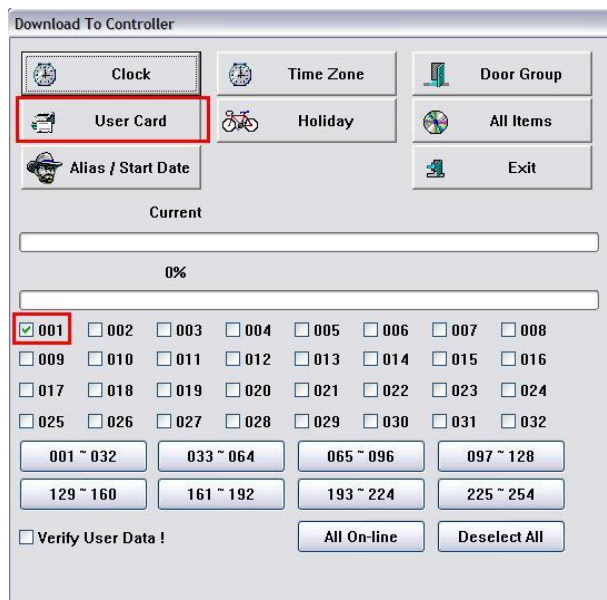 Download To Controller
Clock Time Zone Door Group
User Card Holiday All Items
Alias / Start Date Exit
Current
0%
001 002 003 004 005 006 007 008
009 010 011 012 013 014 015 016
017 018 019 020 021 022 023 024
025 026 027 028 029 030 031 032
001 ~ 032 033 ~ 064 065 ~ 096 097 ~ 128
129 ~ 160 161 ~ 192 193 ~ 224 225 ~ 254
Verify User Data ! All On-line Deselect All